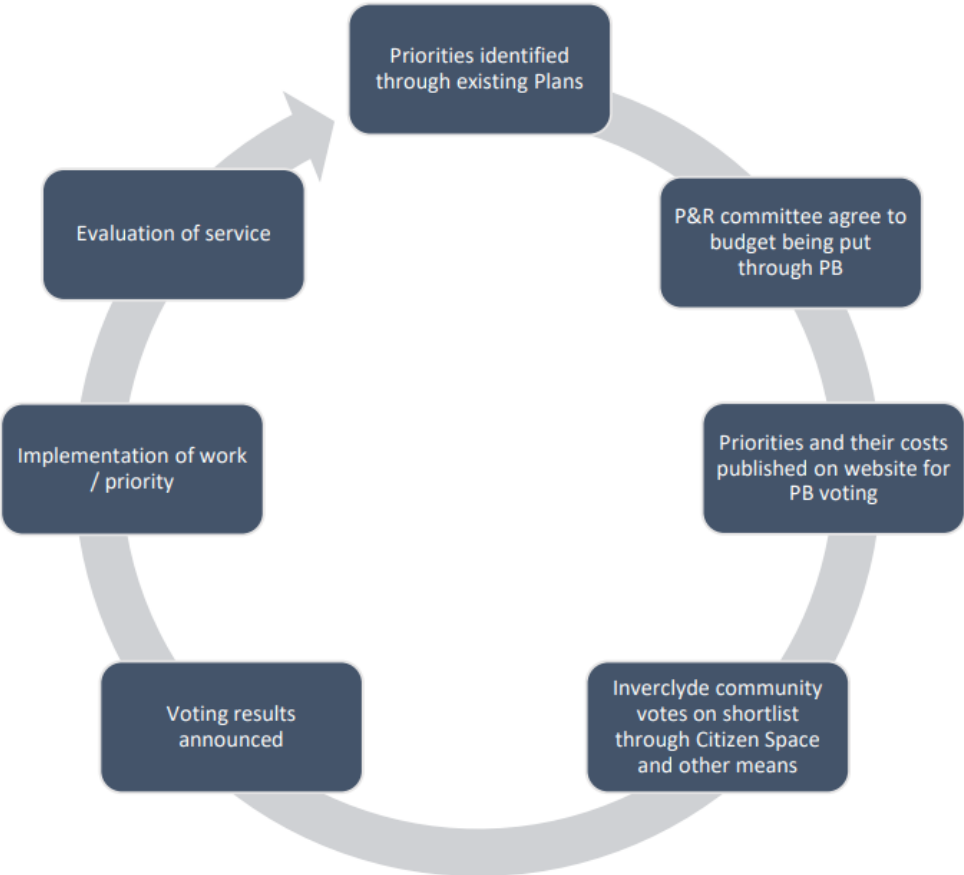 Priorities identified
through existing Plans
P&R committee agree to
budget being put
through PB
Priorities and their costs
published on website for
PB voting
Inverclyde community
votes on shortlist
through Citizen Space
and other means
Voting results
announced
Implementation of work
/ priority
Evaluation of service